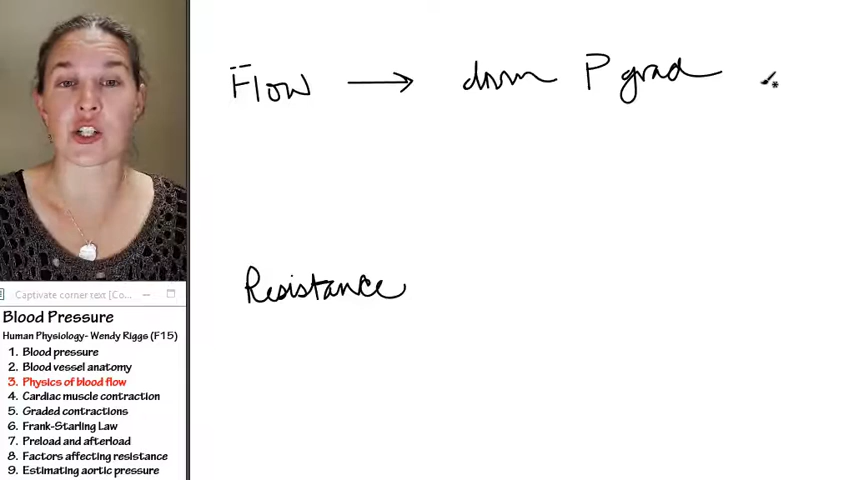 Flow → down P grad
Resistance
Captivate corner text [Co...
Blood Pressure
Human Physiology- Wendy Riggs (F15)
1. Blood pressure
2. Blood vessel anatomy
3. Physics of blood flow
4. Cardiac muscle contraction
5. Graded contractions
6. Frank-Starling Law
7. Preload and afterload
8. Factors affecting resistance
9. Estimating aortic pressure